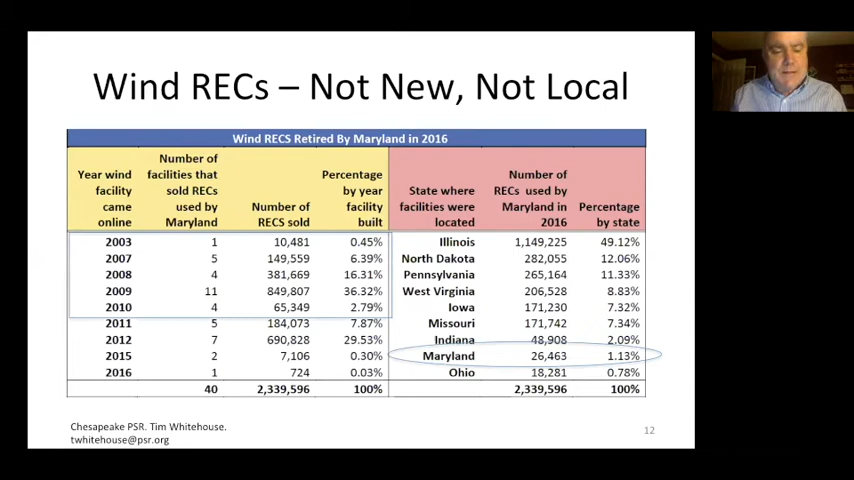 Wind RECs – Not New, Not Local
Wind RECS Retired By Maryland in 2016
Year wind facility came online | Number of facilities that sold RECs used by Maryland | Number of RECS sold | Percentage by year facility built | State where facilities were located | Number of RECs used by Maryland in 2016 | Percentage by state
2003 1 10,481 0.45% Illinois 1,149,225 49.12%
2007 5 149,559 6.39% North Dakota 282,055 12.06%
2008 4 381,669 16.31% Pennsylvania 265,164 11.33%
2009 11 849,807 36.32% West Virginia 206,528 8.83%
2010 4 65,349 2.79% Iowa 171,230 7.32%
2011 5 184,073 7.87% Missouri 171,742 7.34%
2012 7 690,828 29.53% Indiana 48,908 2.09%
2015 2 7,106 0.30% Maryland 26,463 1.13%
2016 1 724 0.03% Ohio 18,281 0.78%
40 2,339,596 100% 2,339,596 100%
Chesapeake PSR. Tim Whitehouse.
twhitehouse@psr.org
12